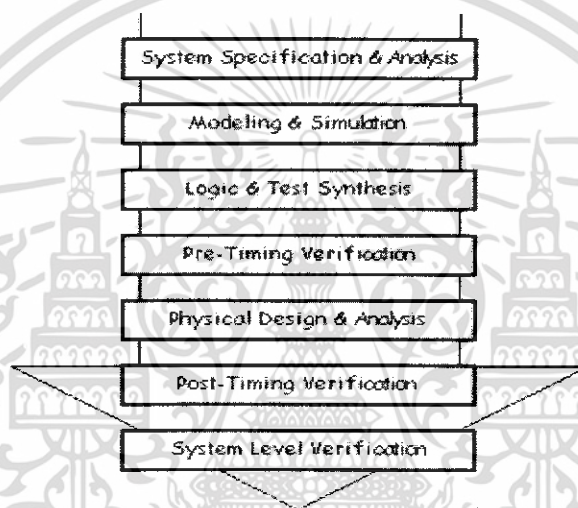 System Specification & Analysis
Modeling & Simulation
Logic & Test Synthesis
Pre-Timing Verification
Physical Design & Analysis
Post-Timing Verification
System Level Verification